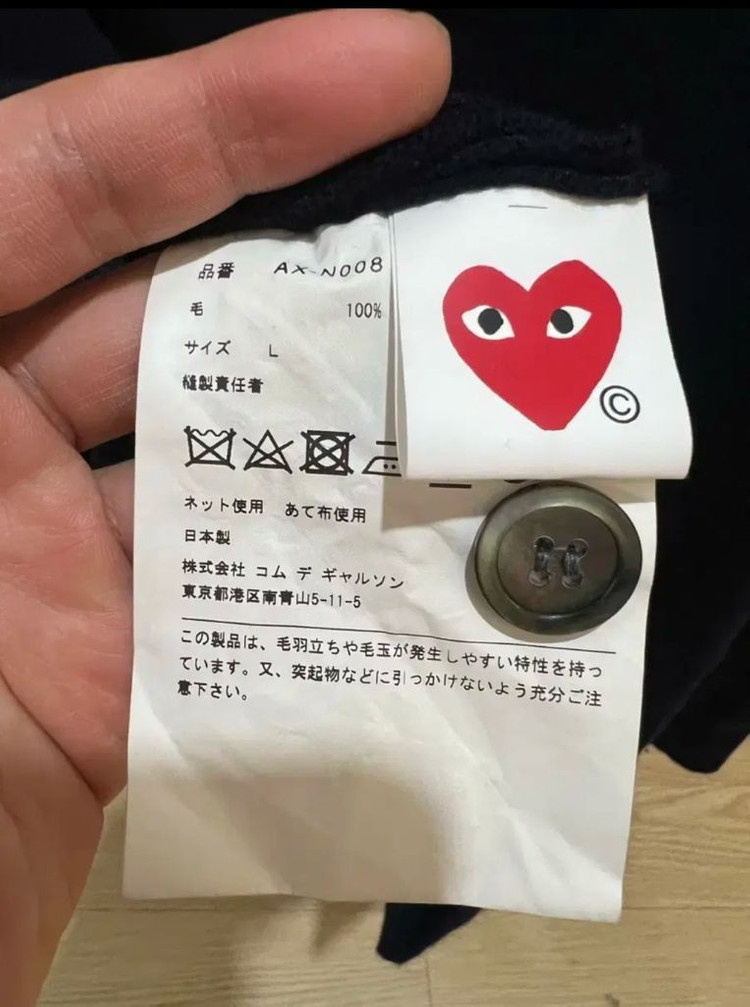 品番 AX-N008
毛 100%
サイズ L
縫製責任者
ネット使用 あて布使用
日本製
株式会社 コム デ ギャルソン
東京都港区南青山5-11-5
この製品は、毛羽立ちや毛玉が発生しやすい特性を持っ
ています。又、突起物などに引っかけないよう充分ご注
意下さい。
©